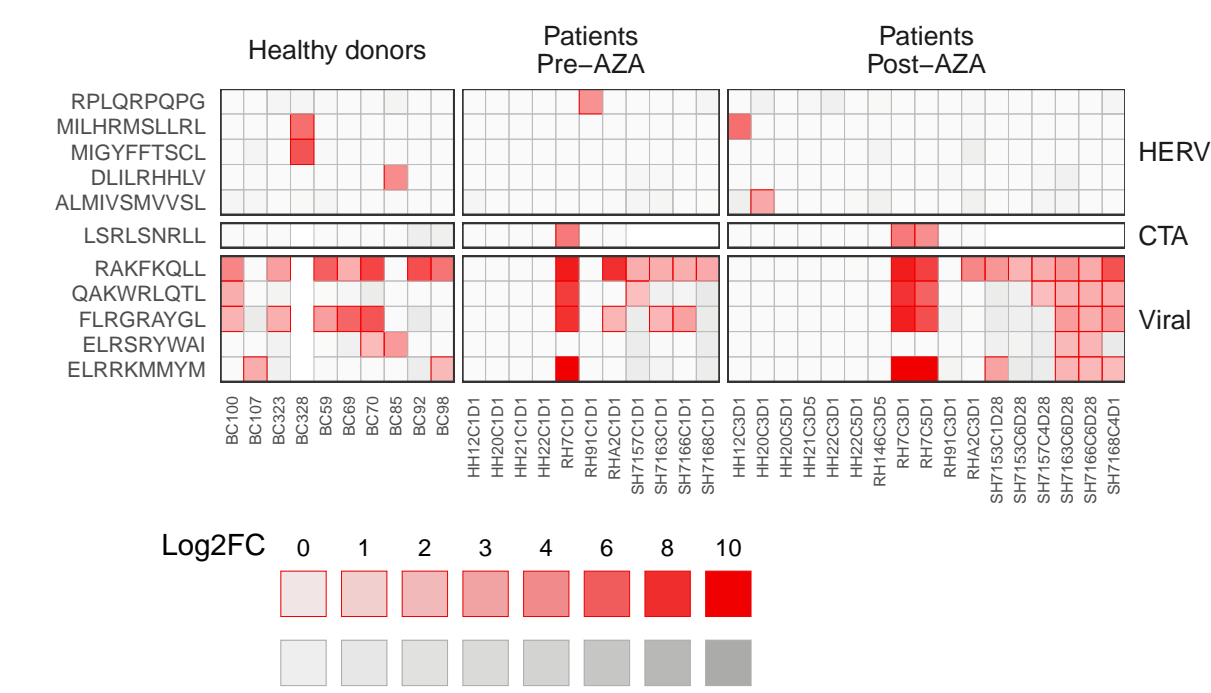 Healthy donors
Patients
Pre−AZA
Patients
Post−AZA
RPLQRPQPG
MILHRMSLLRL
MIGYFFTSCL
DLILRHHLV
ALMIVSMVVSL
HERV
LSRLSNRLL
CTA
RAKFKQLL
QAKWRLQTL
FLRGRAYGL
ELRSRYWAI
ELRRKMMYM
Viral
BC100
BC107
BC323
BC328
BC59
BC69
BC70
BC85
BC92
BC98
HH12C1D1
HH20C1D1
HH21C1D1
HH22C1D1
RH7C1D1
RH91C1D1
RHA2C1D1
SH7157C1D1
SH7163C1D1
SH7166C1D1
SH7168C1D1
HH12C3D1
HH20C3D1
HH20C5D1
HH21C3D5
HH22C3D1
HH22C5D1
RH146C3D5
RH7C3D1
RH7C5D1
RH91C3D1
RHA2C3D1
SH7153C1D28
SH7153C6D28
SH7157C4D28
SH7163C6D28
SH7166C6D28
SH7168C4D1
Log2FC 0 1 2 3 4 6 8 10